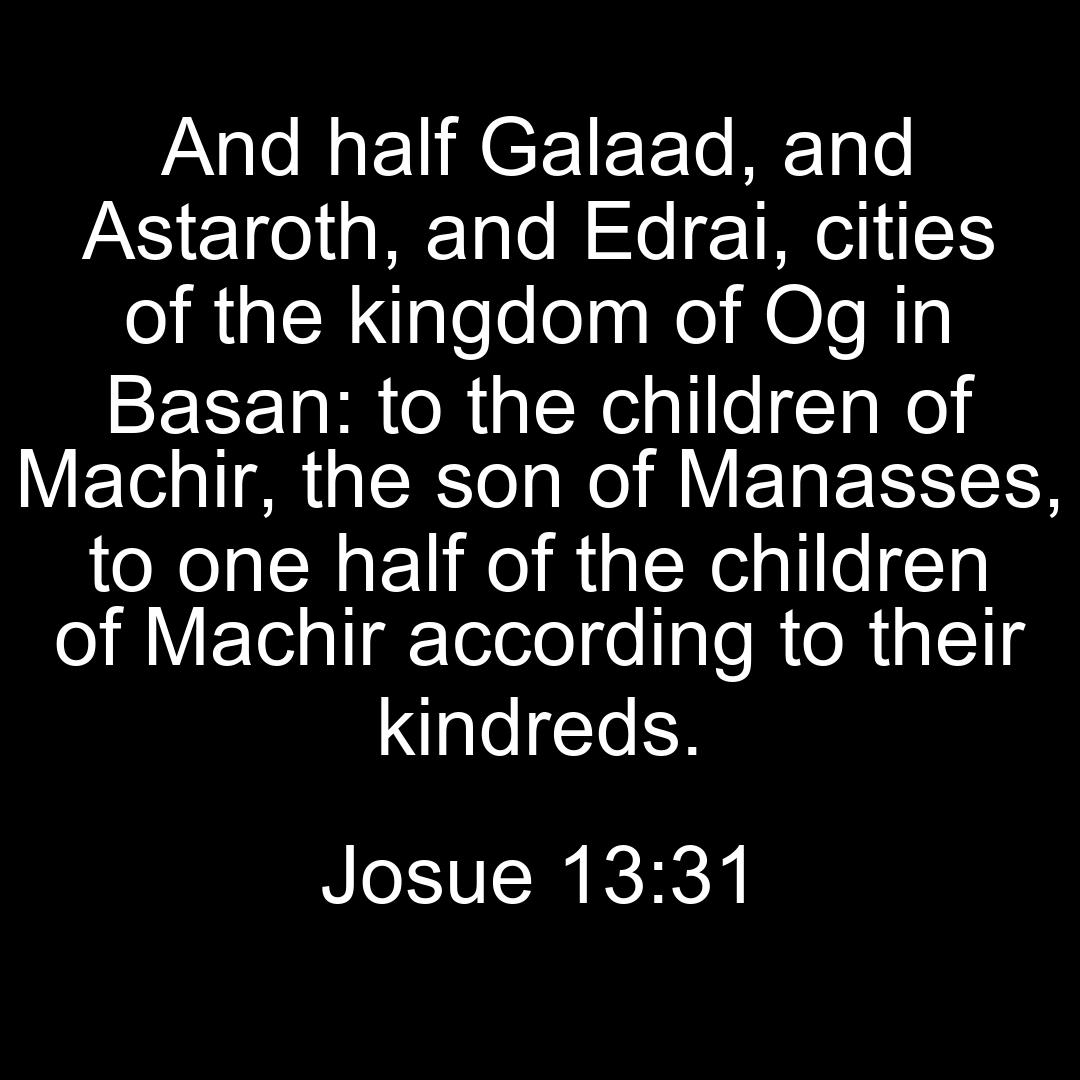 And half Galaad, and
Astaroth, and Edrai, cities
of the kingdom of Og in
Basan: to the children of
Machir, the son of Manasses,
to one half of the children
of Machir according to their
kindreds.
Josue 13:31